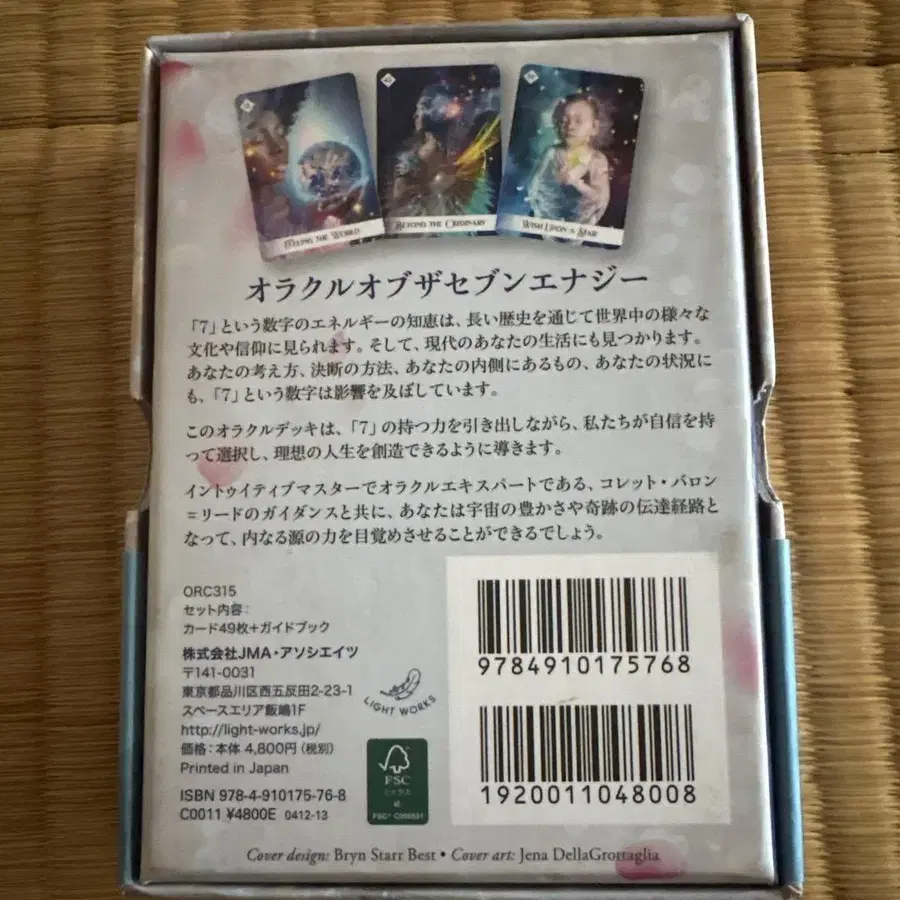 BEYOND THE ORDINARY
WISH UPON A STAR
THE WORLD
オラクルオブザセブンエナジー
「7」という数字のエネルギーの知恵は、長い歴史を通じて世界中の様々な
文化や信仰に見られます。そして、現代のあなたの生活にも見つかります。
あなたの考え方、決断の方法、あなたの内側にあるもの、あなたの状況に
も、「7」という数字は影響を及ぼしています。
このオラクルデッキは、「7」の持つ力を引き出しながら、私たちが自信を持
って選択し、理想の人生を創造できるように導きます。
イントゥイティブマスターでオラクルエキスパートである、コレット・バロン
=リードのガイダンスと共に、あなたは宇宙の豊かさや奇跡の伝達経路と
なって、内なる源の力を目覚めさせることができるでしょう。
ORC315
セット内容:
カード49枚+ガイドブック
株式会社JMA・アソシエイツ
〒141-0031
東京都品川区西五反田2-23-1
スペースエリア飯嶋1F
http://light-works.jp/
価格:本体 4,800円(税別)
Printed in Japan
ISBN 978-4-910175-76-8
C0011 ¥4800E 0412-13
LIGHT WORKS
FSC
ミックス
紙
9784910175768
1920011048008
Cover design: Bryn Starr Best • Cover art: Jena DellaGrottaglia